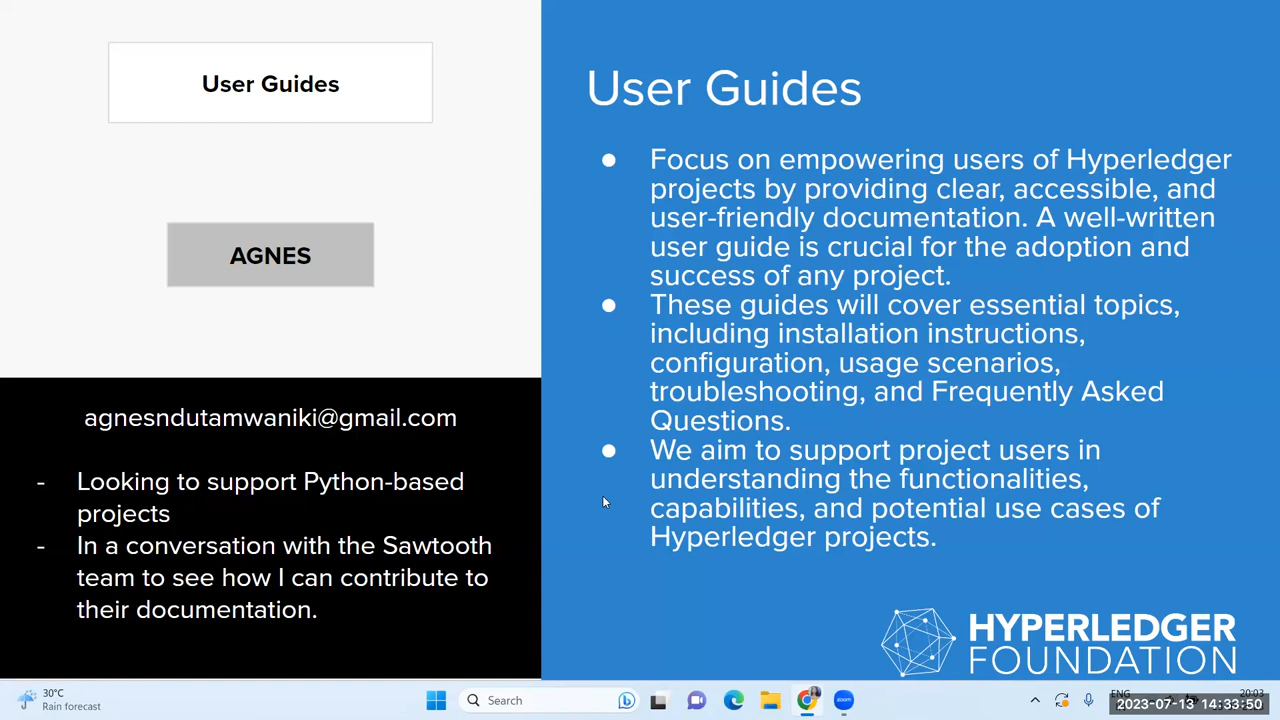 User Guides
AGNES
agnesndutamwaniki@gmail.com
- Looking to support Python-based
projects
- In a conversation with the Sawtooth
team to see how I can contribute to
their documentation.
User Guides
● Focus on empowering users of Hyperledger
projects by providing clear, accessible, and
user-friendly documentation. A well-written
user guide is crucial for the adoption and
success of any project.
● These guides will cover essential topics,
including installation instructions,
configuration, usage scenarios,
troubleshooting, and Frequently Asked
Questions.
● We aim to support project users in
understanding the functionalities,
capabilities, and potential use cases of
Hyperledger projects.
HYPERLEDGER
FOUNDATION
30°C
Rain forecast
Search
zoom
ENG
20:03
2023-07-13 14:33:50